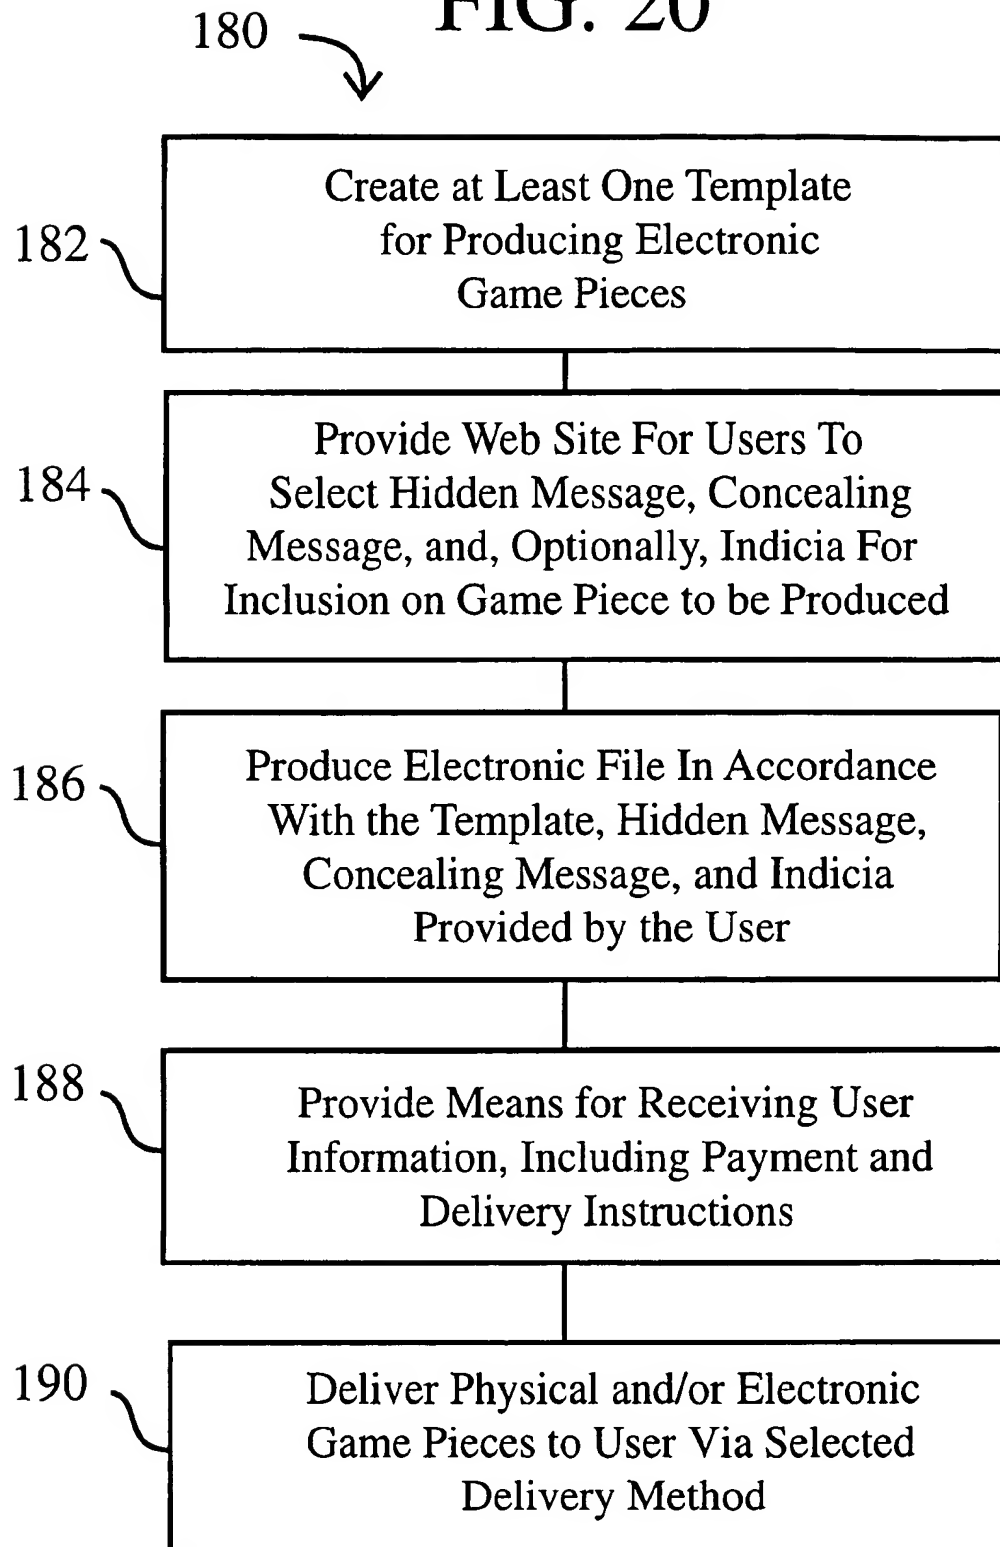 FIG. 20
180
182
Create at Least One Template
for Producing Electronic
Game Pieces
184
Provide Web Site For Users To
Select Hidden Message, Concealing
Message, and, Optionally, Indicia For
Inclusion on Game Piece to be Produced
186
Produce Electronic File In Accordance
With the Template, Hidden Message,
Concealing Message, and Indicia
Provided by the User
188
Provide Means for Receiving User
Information, Including Payment and
Delivery Instructions
190
Deliver Physical and/or Electronic
Game Pieces to User Via Selected
Delivery Method